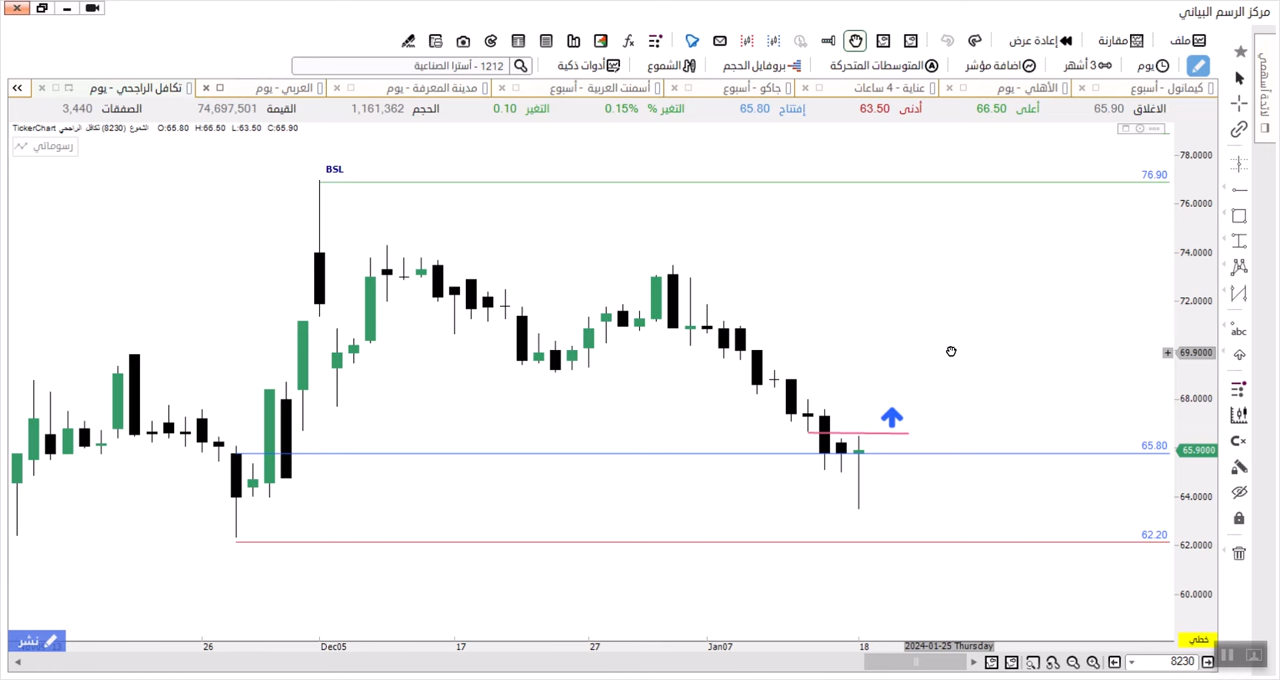 مركز الرسم البياني
ملف مقارنة إعادة عرض
يوم 3 أشهر اضافة مؤشر المتوسطات المتحركة بروفايل الحجم الشموع أدوات ذكية 1212 - أسترا الصناعية
كيمانول - أسبوع الأهلي - يوم عناية - 4 ساعات جاكو - أسبوع أسمنت العربية - أسبوع مدينة المعرفة - يوم العربي - يوم تكافل الراجحي - يوم
الاغلاق 65.90 أعلى 66.50 أدنى 63.50 إفتتاح 65.80 التغير % 0.15% التغير 0.10 الحجم 1,161,362 القيمة 74,697,501 الصفقات 3,440
TickerChart الشموع (8230) تكافل الراجحي O:65.80 H:66.50 L:63.50 C:65.90
رسوماتي
لائحة أسهمي
BSL
76.90
65.80
62.20
78.0000
76.0000
74.0000
72.0000
69.9000
68.0000
65.9000
64.0000
62.0000
60.0000
abc
نشر
خطي
26 Dec05 17 27 Jan07 18 2024-01-25 Thursday
8230